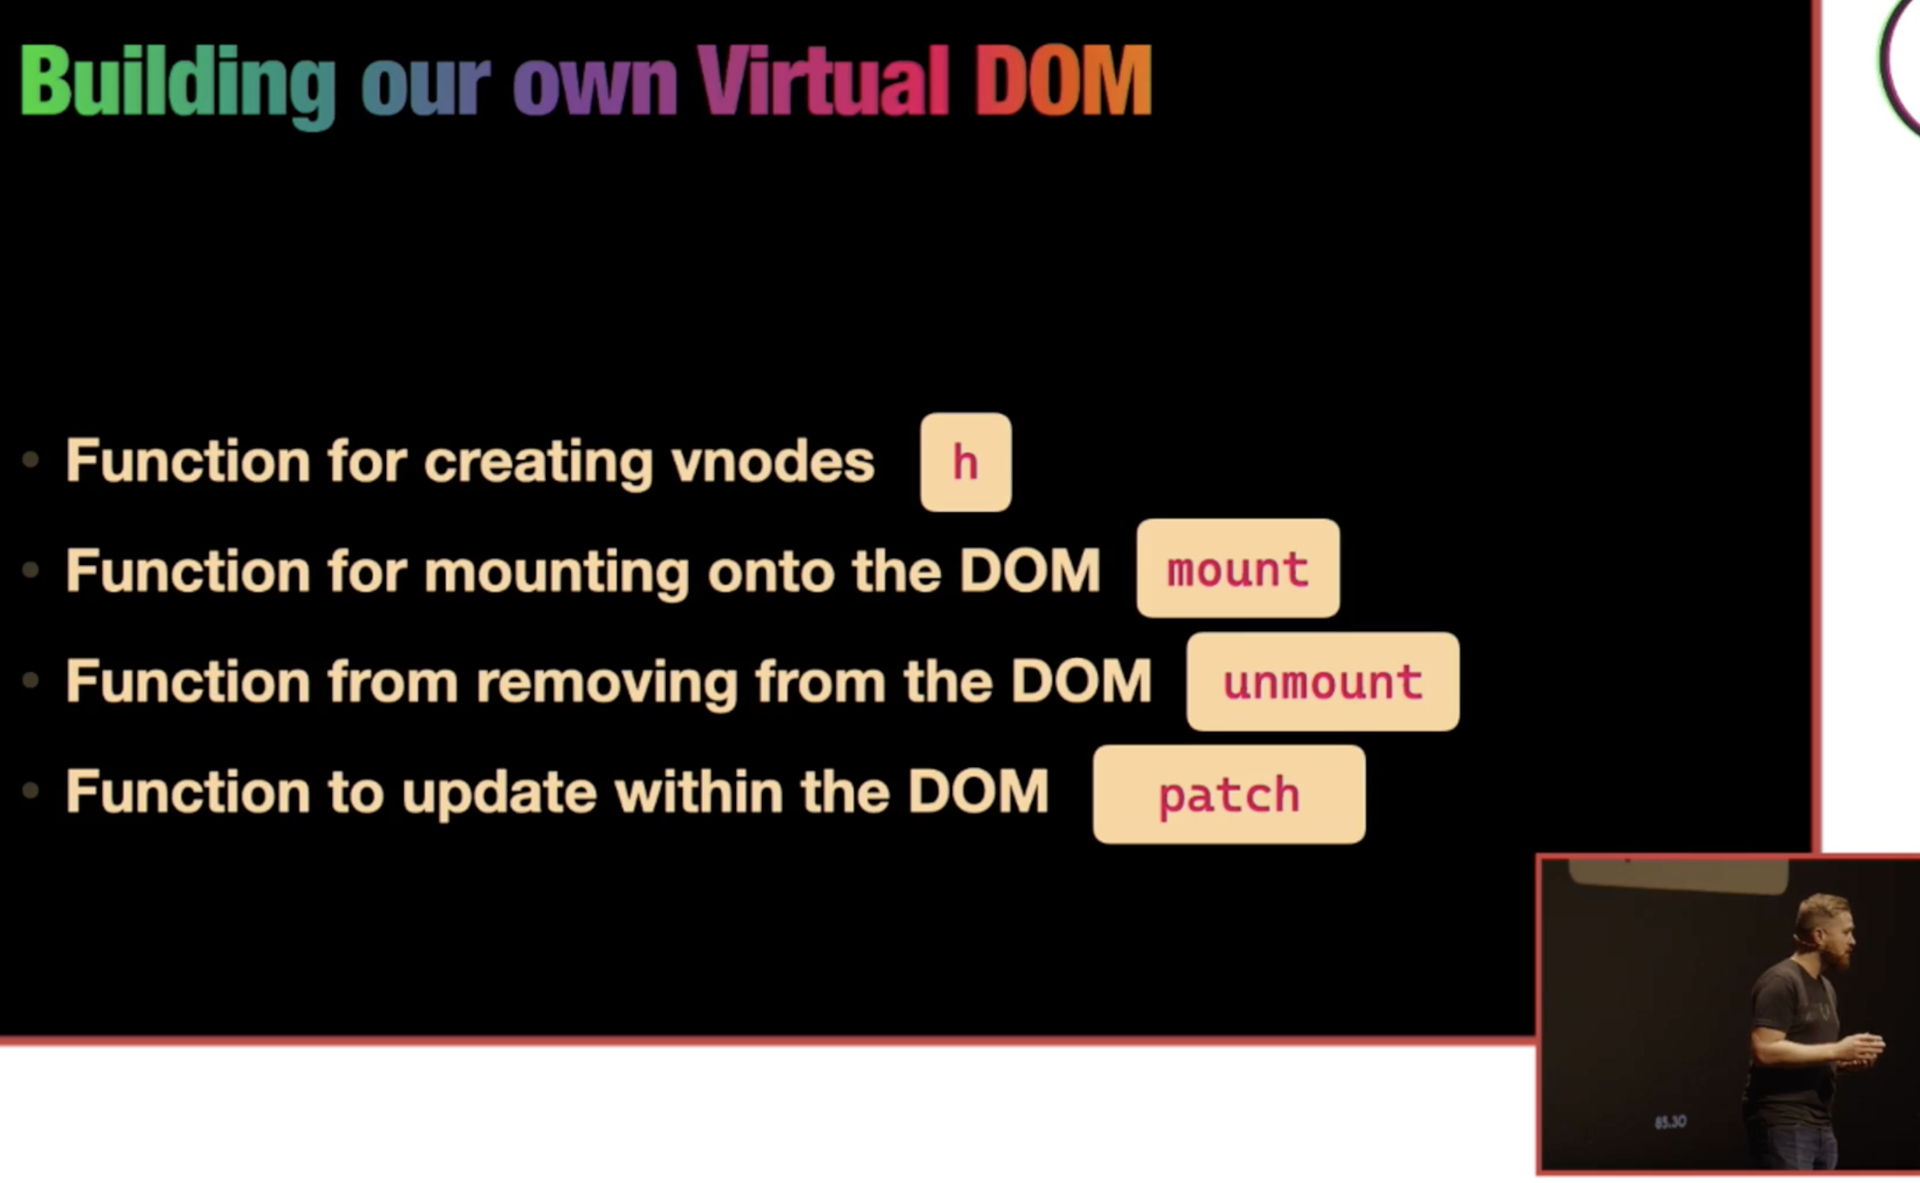 Building our own Virtual DOM
Function for creating vnodes h
Function for mounting onto the DOM mount
Function from removing from the DOM unmount
Function to update within the DOM patch
85.30